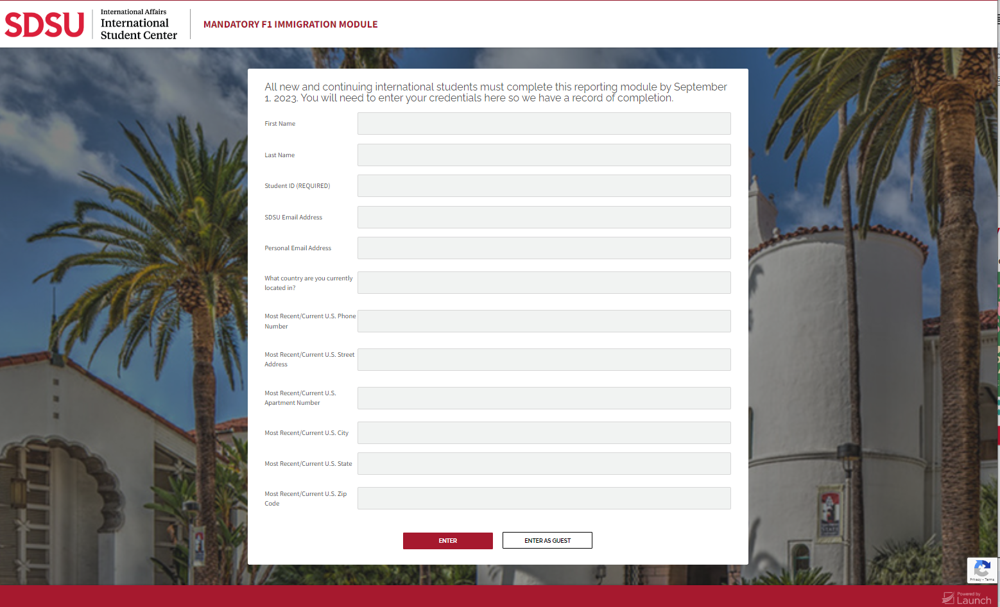 SDSU
International Affairs
International
Student Center
MANDATORY F1 IMMIGRATION MODULE
All new and continuing international students must complete this reporting module by September
1, 2023. You will need to enter your credentials here so we have a record of completion.
First Name
Last Name
Student ID (REQUIRED)
SDSU Email Address
Personal Email Address
What country are you currently
located in?
Most Recent/Current U.S. Phone
Number
Most Recent/Current U.S. Street
Address
Most Recent/Current U.S.
Apartment Number
Most Recent/Current U.S. City
Most Recent/Current U.S. State
Most Recent/Current U.S. Zip
Code
ENTER
ENTER AS GUEST
Privacy - Terms
Powered by
Launch